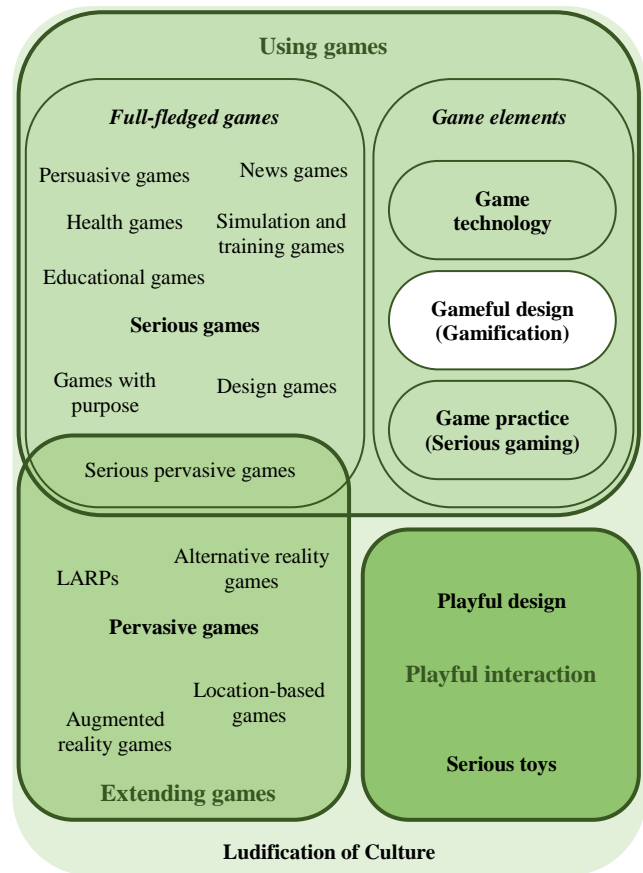 Using games
Full-fledged games
Persuasive games
News games
Health games
Simulation and
training games
Educational games
Serious games
Games with
purpose
Design games
Serious pervasive games
Game elements
Game
technology
Gameful design
(Gamification)
Game practice
(Serious gaming)
LARPs
Alternative reality
games
Pervasive games
Location-based
games
Augmented
reality games
Extending games
Playful design
Playful interaction
Serious toys
Ludification of Culture